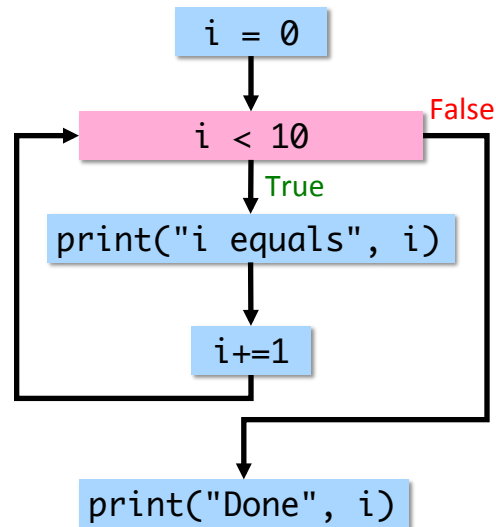 i = 0
i < 10
False
True
print("i equals", i)
i+=1
print("Done", i)